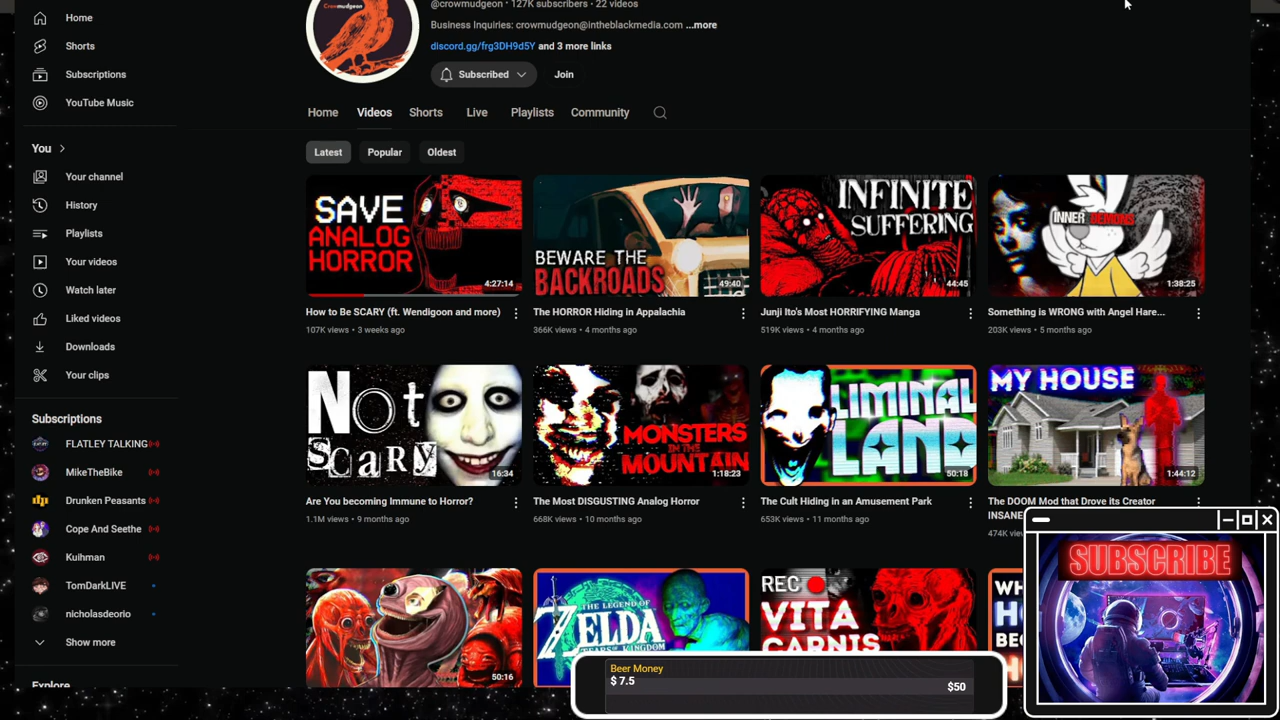 Crowmudgeon
@crowmudgeon • 127K subscribers • 22 videos
Business Inquiries: crowmudgeon@intheblackmedia.com ...more
discord.gg/frg3DH9d5Y and 3 more links
Subscribed
Join
Home
Shorts
Subscriptions
YouTube Music
You
Your channel
History
Playlists
Your videos
Watch later
Liked videos
Downloads
Your clips
Subscriptions
FLATLEY TALKING
MikeTheBike
Drunken Peasants
Cope And Seethe
Kuihman
TomDarkLIVE
nicholasdeorio
Show more
Explore
Home Videos Shorts Live Playlists Community
Latest Popular Oldest
SAVE
ANALOG
HORROR
4:27:14
How to Be SCARY (ft. Wendigoon and more)
107K views • 3 weeks ago
BEWARE THE
BACKROADS
49:40
The HORROR Hiding in Appalachia
366K views • 4 months ago
INFINITE
SUFFERING
44:45
Junji Ito's Most HORRIFYING Manga
519K views • 4 months ago
INNER DEMONS
1:38:25
Something is WRONG with Angel Hare...
203K views • 5 months ago
Not
Scary
16:34
Are You becoming Immune to Horror?
1.1M views • 9 months ago
MONSTERS
IN THE
MOUNTAIN
1:18:23
The Most DISGUSTING Analog Horror
668K views • 10 months ago
LIMINAL
LAND
50:18
The Cult Hiding in an Amusement Park
653K views • 11 months ago
MY HOUSE
1:44:12
The DOOM Mod that Drove its Creator
INSANE
474K
50:16
THE LEGEND OF
ZELDA
TEARS OF THE KINGDOM
REC
VITA
CARNIS
SUBSCRIBE
Beer Money
$ 7.5
$50